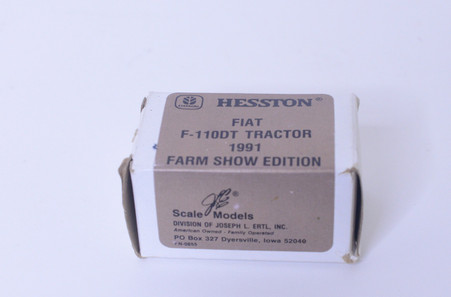 HESSTON®
FIAT
F-110DT TRACTOR
1991
FARM SHOW EDITION
®
Scale Models
DIVISION OF JOSEPH L. ERTL, INC.
American Owned - Family Operated
PO Box 327 Dyersville, Iowa 52046